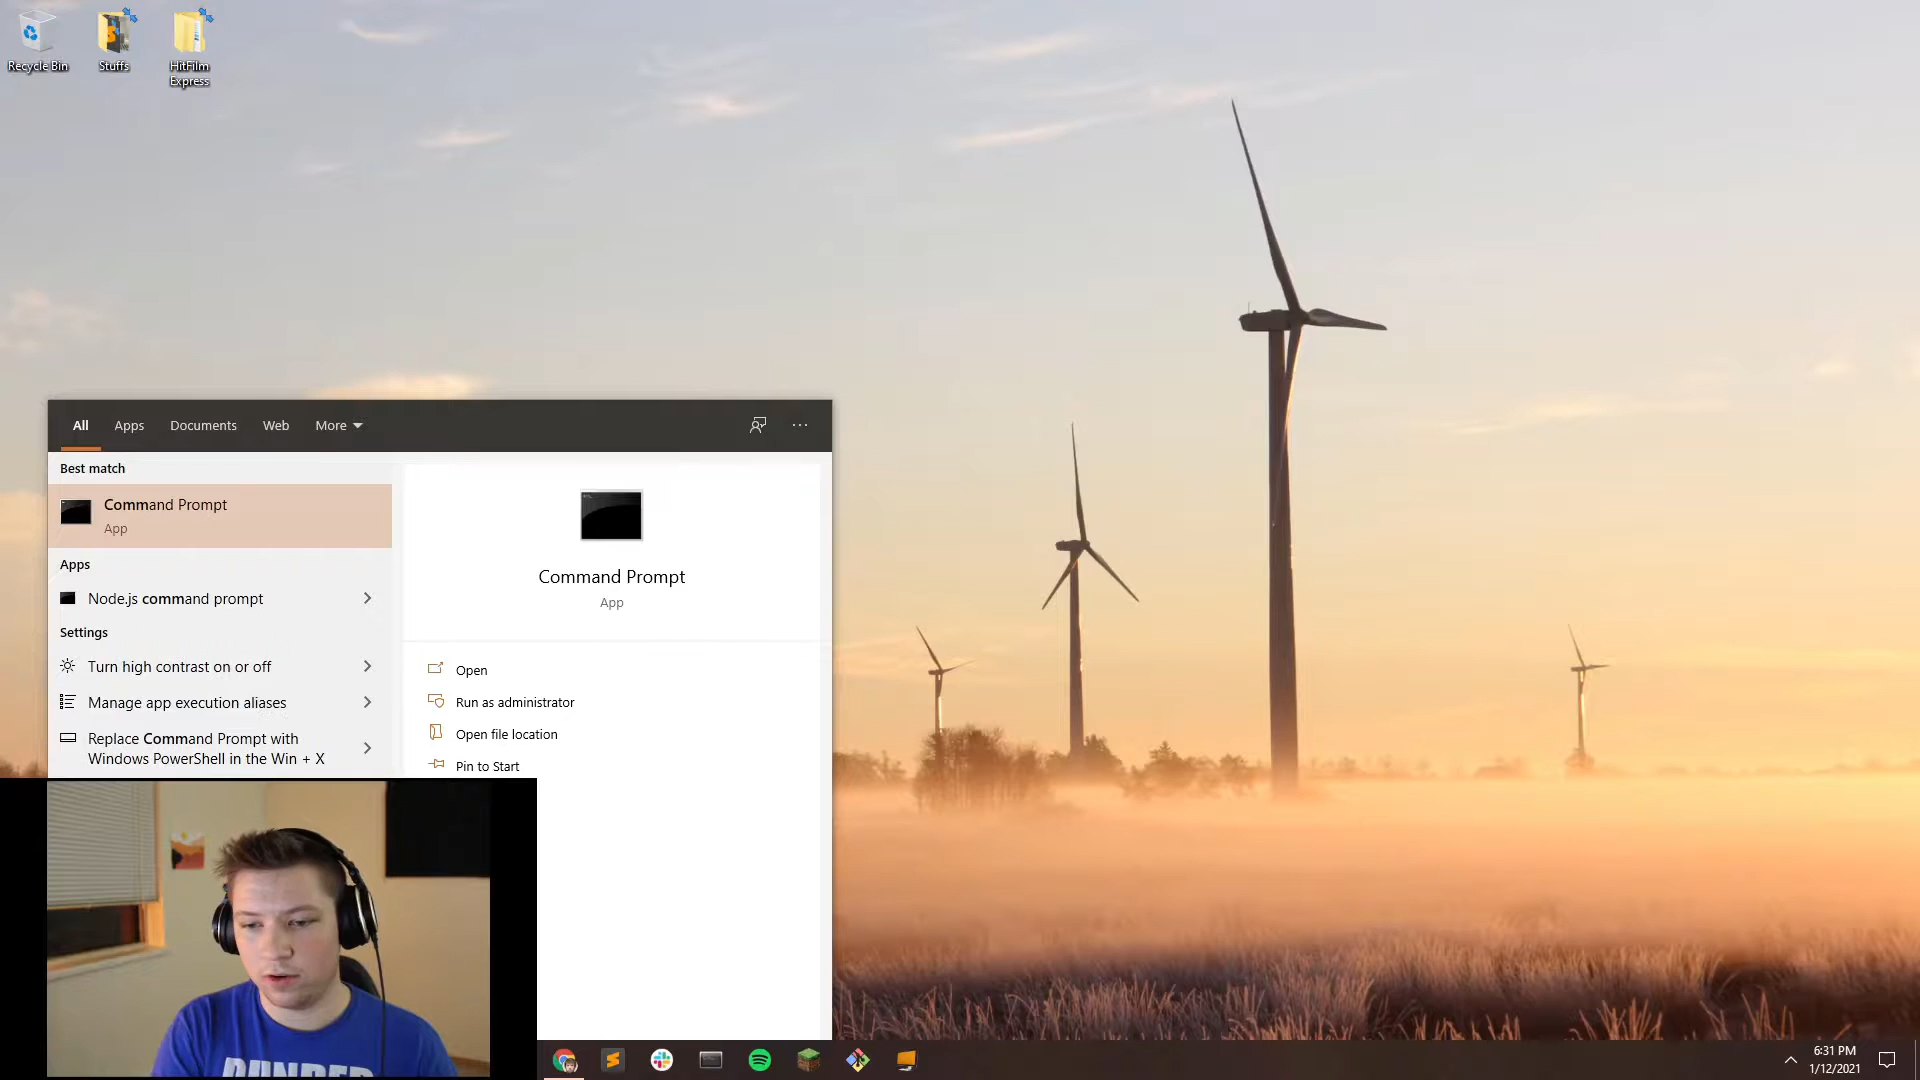 Recycle Bin
Stuffs
HitFilm
Express
All
Apps
Documents
Web
More
Best match
Command Prompt
App
Apps
Node.js command prompt
Settings
Turn high contrast on or off
Manage app execution aliases
Replace Command Prompt with
Windows PowerShell in the Win + X
Command Prompt
App
Open
Run as administrator
Open file location
Pin to Start
DUNDER
6:31 PM
1/12/2021